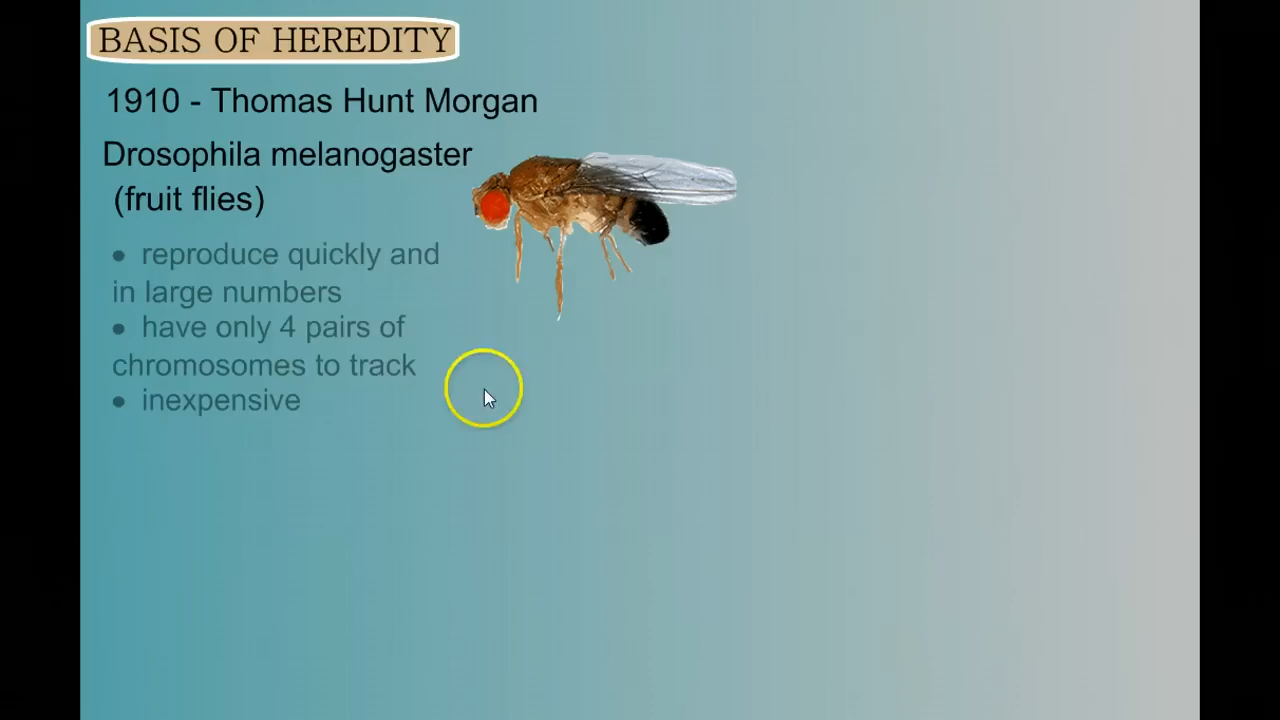 BASIS OF HEREDITY
1910 - Thomas Hunt Morgan
Drosophila melanogaster
(fruit flies)
• reproduce quickly and
in large numbers
• have only 4 pairs of
chromosomes to track
• inexpensive